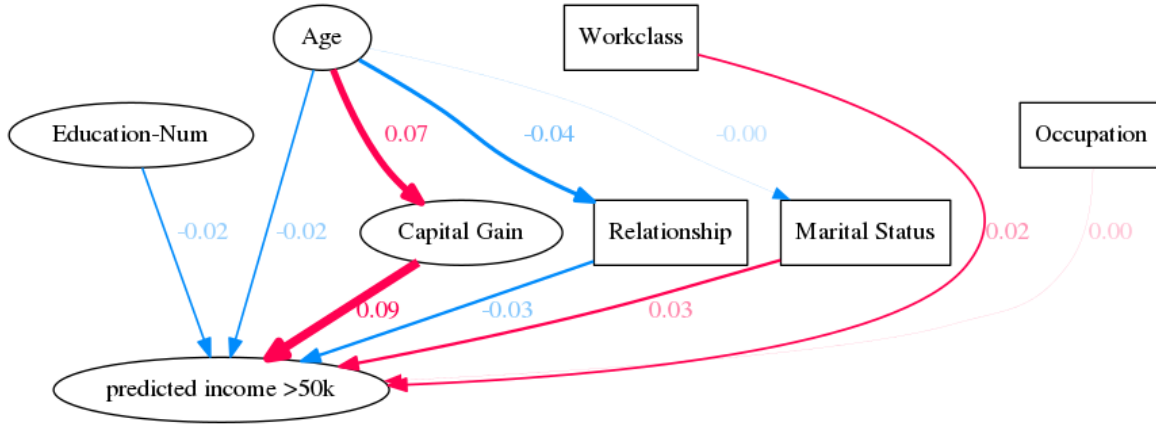 Age
Workclass
Education-Num
0.07
-0.04
-0.00
Occupation
-0.02
-0.02
Capital Gain
Relationship
Marital Status
0.02
0.00
0.09
-0.03
0.03
predicted income >50k